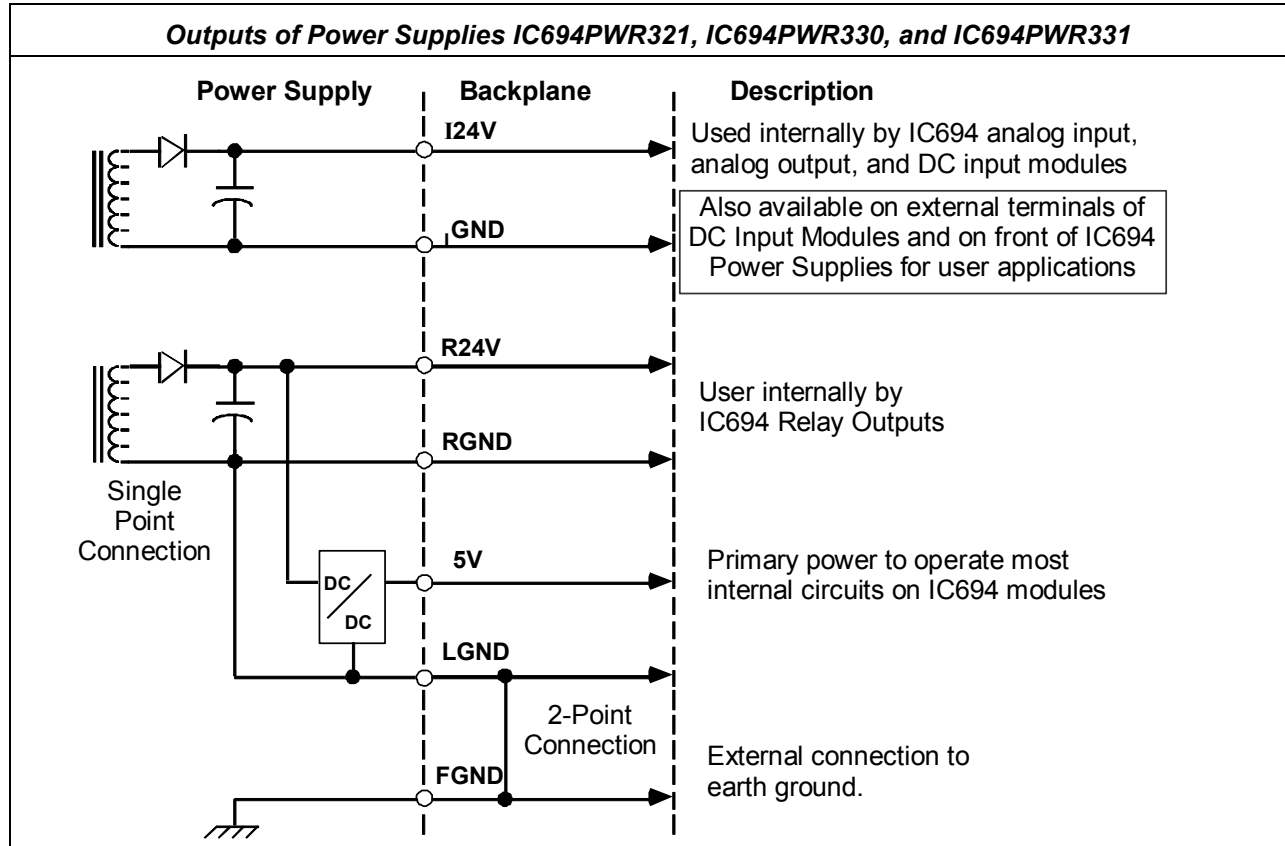 Outputs of Power Supplies IC694PWR321, IC694PWR330, and IC694PWR331
Power Supply
Backplane
Description
I24V
Used internally by IC694 analog input,
analog output, and DC input modules
GND
Also available on external terminals of
DC Input Modules and on front of IC694
Power Supplies for user applications
R24V
User internally by
IC694 Relay Outputs
RGND
Single
Point
Connection
5V
DC
DC
Primary power to operate most
internal circuits on IC694 modules
LGND
2-Point
Connection
FGND
External connection to
earth ground.